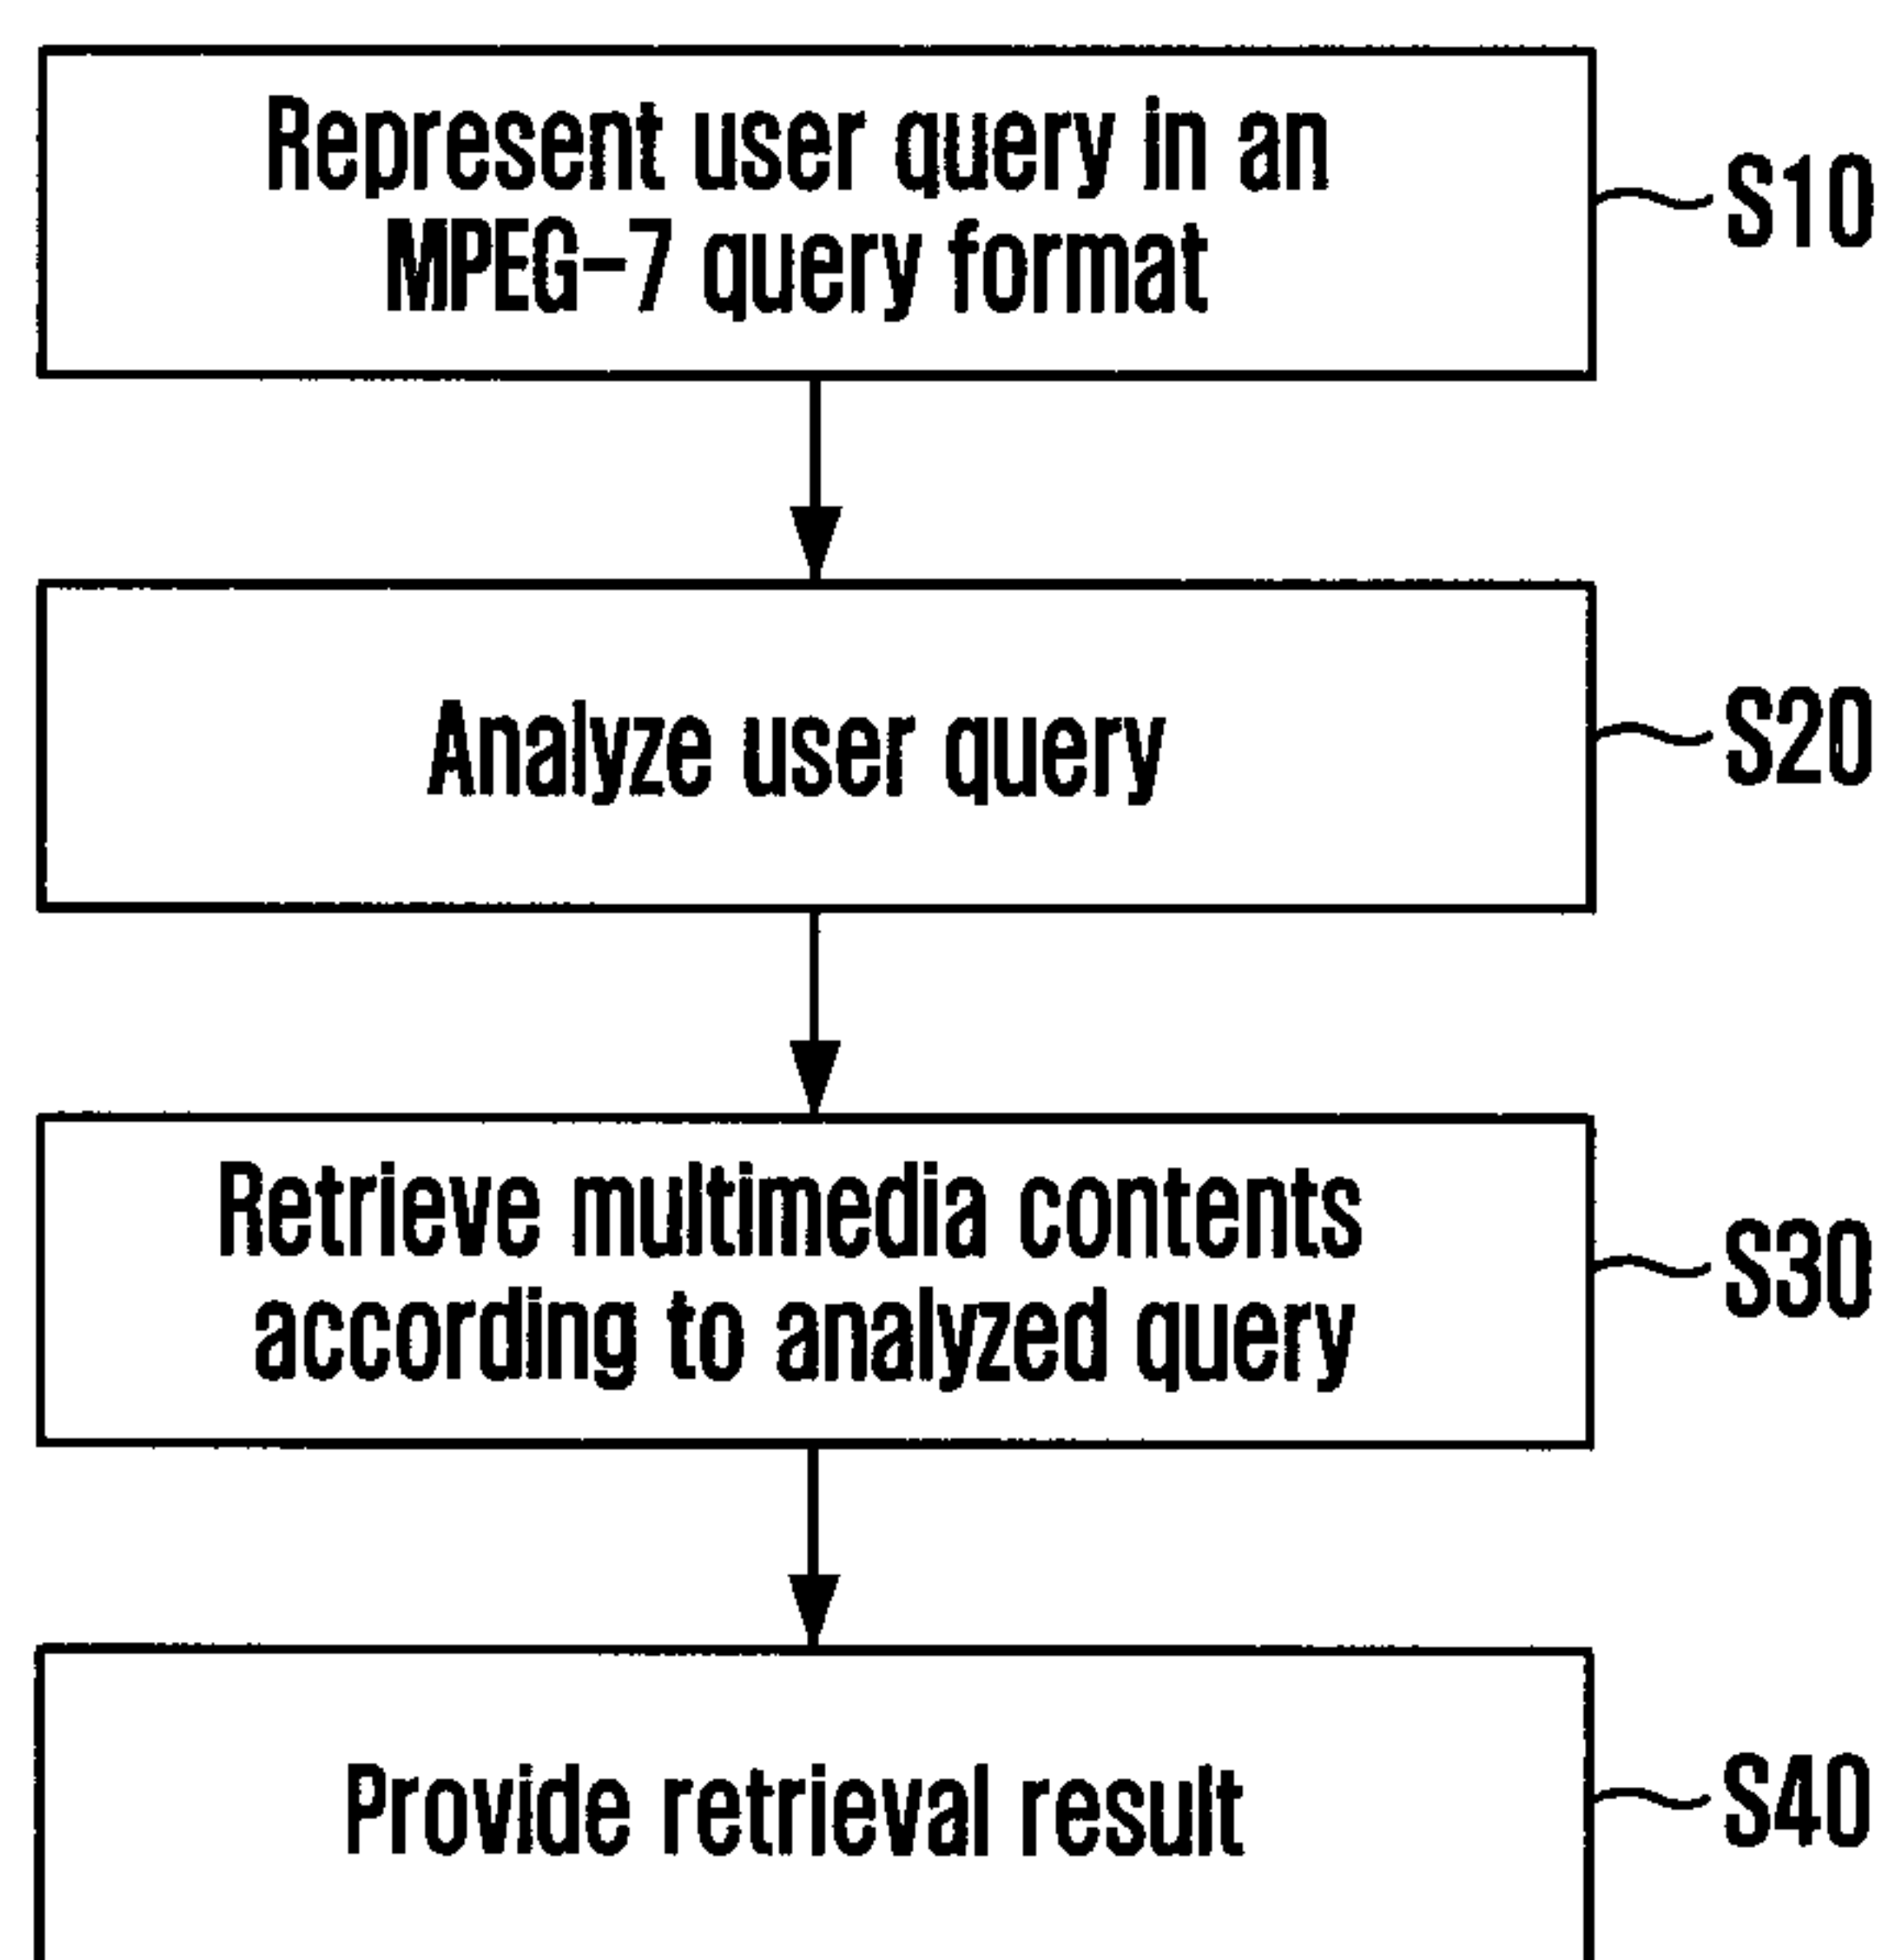 Represent user query in an
MPEG-7 query format
S10
Analyze user query
S20
Retrieve multimedia contents
according to analyzed query
S30
Provide retrieval result
S40